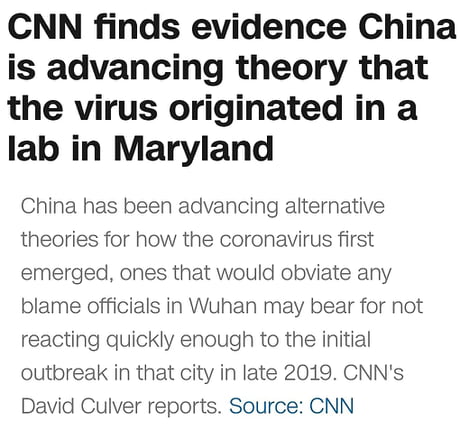 CNN finds evidence China
is advancing theory that
the virus originated in a
lab in Maryland
China has been advancing alternative
theories for how the coronavirus first
emerged, ones that would obviate any
blame officials in Wuhan may bear for not
reacting quickly enough to the initial
outbreak in that city in late 2019. CNN's
David Culver reports. Source: CNN